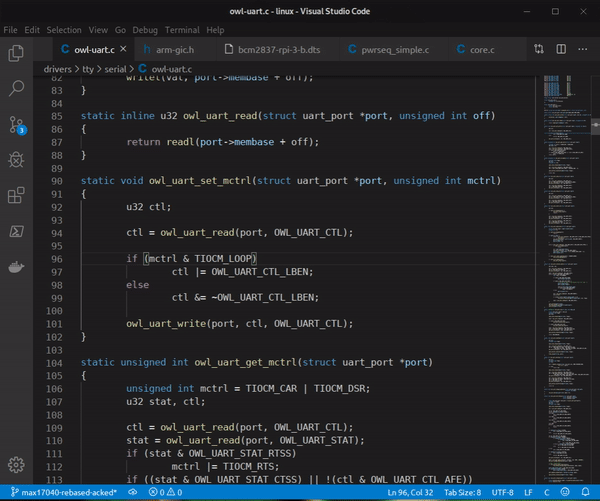 owl-uart.c - linux - Visual Studio Code
File Edit Selection View Go Debug Terminal Help
owl-uart.c arm-gic.h bcm2837-rpi-3-b.dts pwrseq_simple.c core.c
drivers > tty > serial > owl-uart.c
82 writel(val, port->membase + off);
83 }
84
85 static inline u32 owl_uart_read(struct uart_port *port, unsigned int off)
86 {
87 return readl(port->membase + off);
88 }
89
90 static void owl_uart_set_mctrl(struct uart_port *port, unsigned int mctrl)
91 {
92 u32 ctl;
93
94 ctl = owl_uart_read(port, OWL_UART_CTL);
95
96 if (mctrl & TIOCM_LOOP)
97 ctl |= OWL_UART_CTL_LBEN;
98 else
99 ctl &= ~OWL_UART_CTL_LBEN;
100
101 owl_uart_write(port, ctl, OWL_UART_CTL);
102 }
103
104 static unsigned int owl_uart_get_mctrl(struct uart_port *port)
105 {
106 unsigned int mctrl = TIOCM_CAR | TIOCM_DSR;
107 u32 stat, ctl;
108
109 ctl = owl_uart_read(port, OWL_UART_CTL);
110 stat = owl_uart_read(port, OWL_UART_STAT);
111 if (stat & OWL_UART_STAT_RTSS)
112 mctrl |= TIOCM_RTS;
113 if ((stat & OWL_UART_STAT_CTSS) || !(ctl & OWL_UART_CTL_AFE))
3
max17040-rebased-acked* 0 0 Ln 96, Col 32 Tab Size: 8 UTF-8 LF C